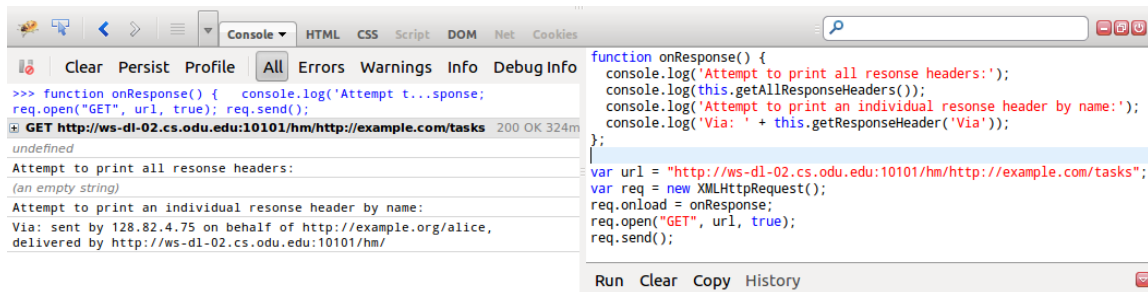 Console HTML CSS Script DOM Net Cookies
Clear Persist Profile All Errors Warnings Info Debug Info
>>> function onResponse() {   console.log('Attempt t...sponse;
req.open("GET", url, true); req.send();
GET http://ws-dl-02.cs.odu.edu:10101/hm/http://example.com/tasks 200 OK 324m
undefined
Attempt to print all resonse headers:
(an empty string)
Attempt to print an individual resonse header by name:
Via: sent by 128.82.4.75 on behalf of http://example.org/alice,
delivered by http://ws-dl-02.cs.odu.edu:10101/hm/
function onResponse() {
  console.log('Attempt to print all resonse headers:');
  console.log(this.getAllResponseHeaders());
  console.log('Attempt to print an individual resonse header by name:');
  console.log('Via: ' + this.getResponseHeader('Via'));
};
var url = "http://ws-dl-02.cs.odu.edu:10101/hm/http://example.com/tasks";
var req = new XMLHttpRequest();
req.onload = onResponse;
req.open("GET", url, true);
req.send();
Run Clear Copy History